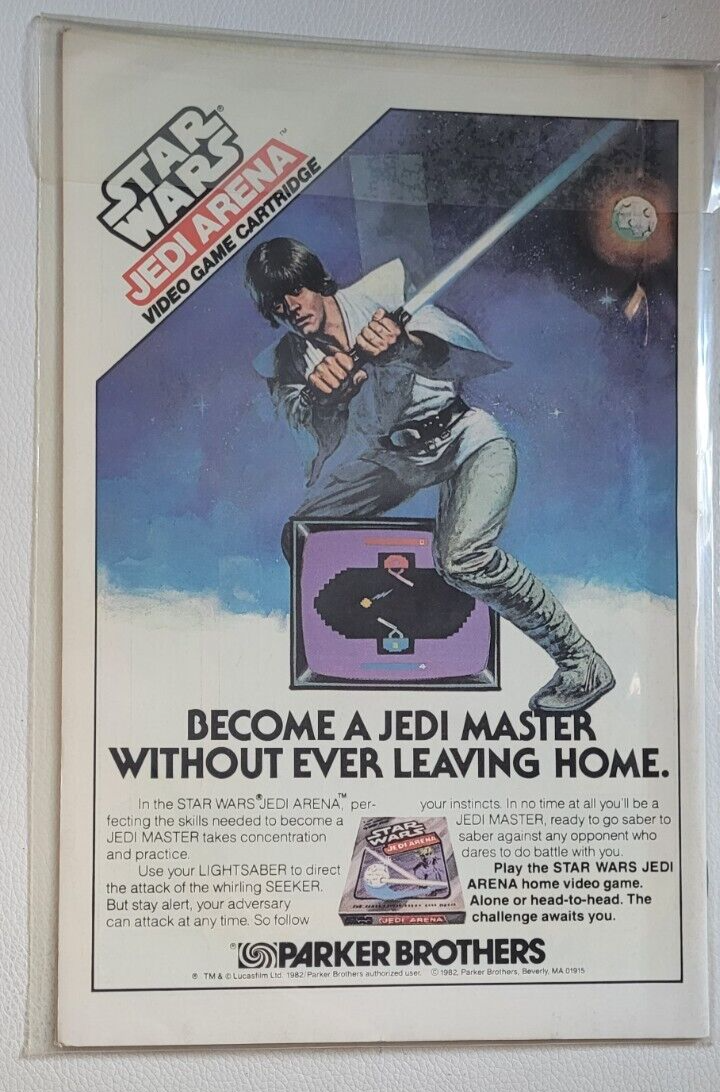 STAR
WARS®
JEDI ARENA™
VIDEO GAME CARTRIDGE
BECOME A JEDI MASTER
WITHOUT EVER LEAVING HOME.
In the STAR WARS® JEDI ARENA,™ per-
fecting the skills needed to become a
JEDI MASTER takes concentration
and practice.
Use your LIGHTSABER to direct
the attack of the whirling SEEKER.
But stay alert, your adversary
can attack at any time. So follow
your instincts. In no time at all you'll be a
JEDI MASTER, ready to go saber to
saber against any opponent who
dares to do battle with you.
Play the STAR WARS JEDI
ARENA home video game.
Alone or head-to-head. The
challenge awaits you.
STAR
WARS
JEDI ARENA
JEDI ARENA
® PARKER BROTHERS
® TM & © Lucasfilm Ltd. 1982/Parker Brothers authorized user. © 1982, Parker Brothers, Beverly, MA 01915